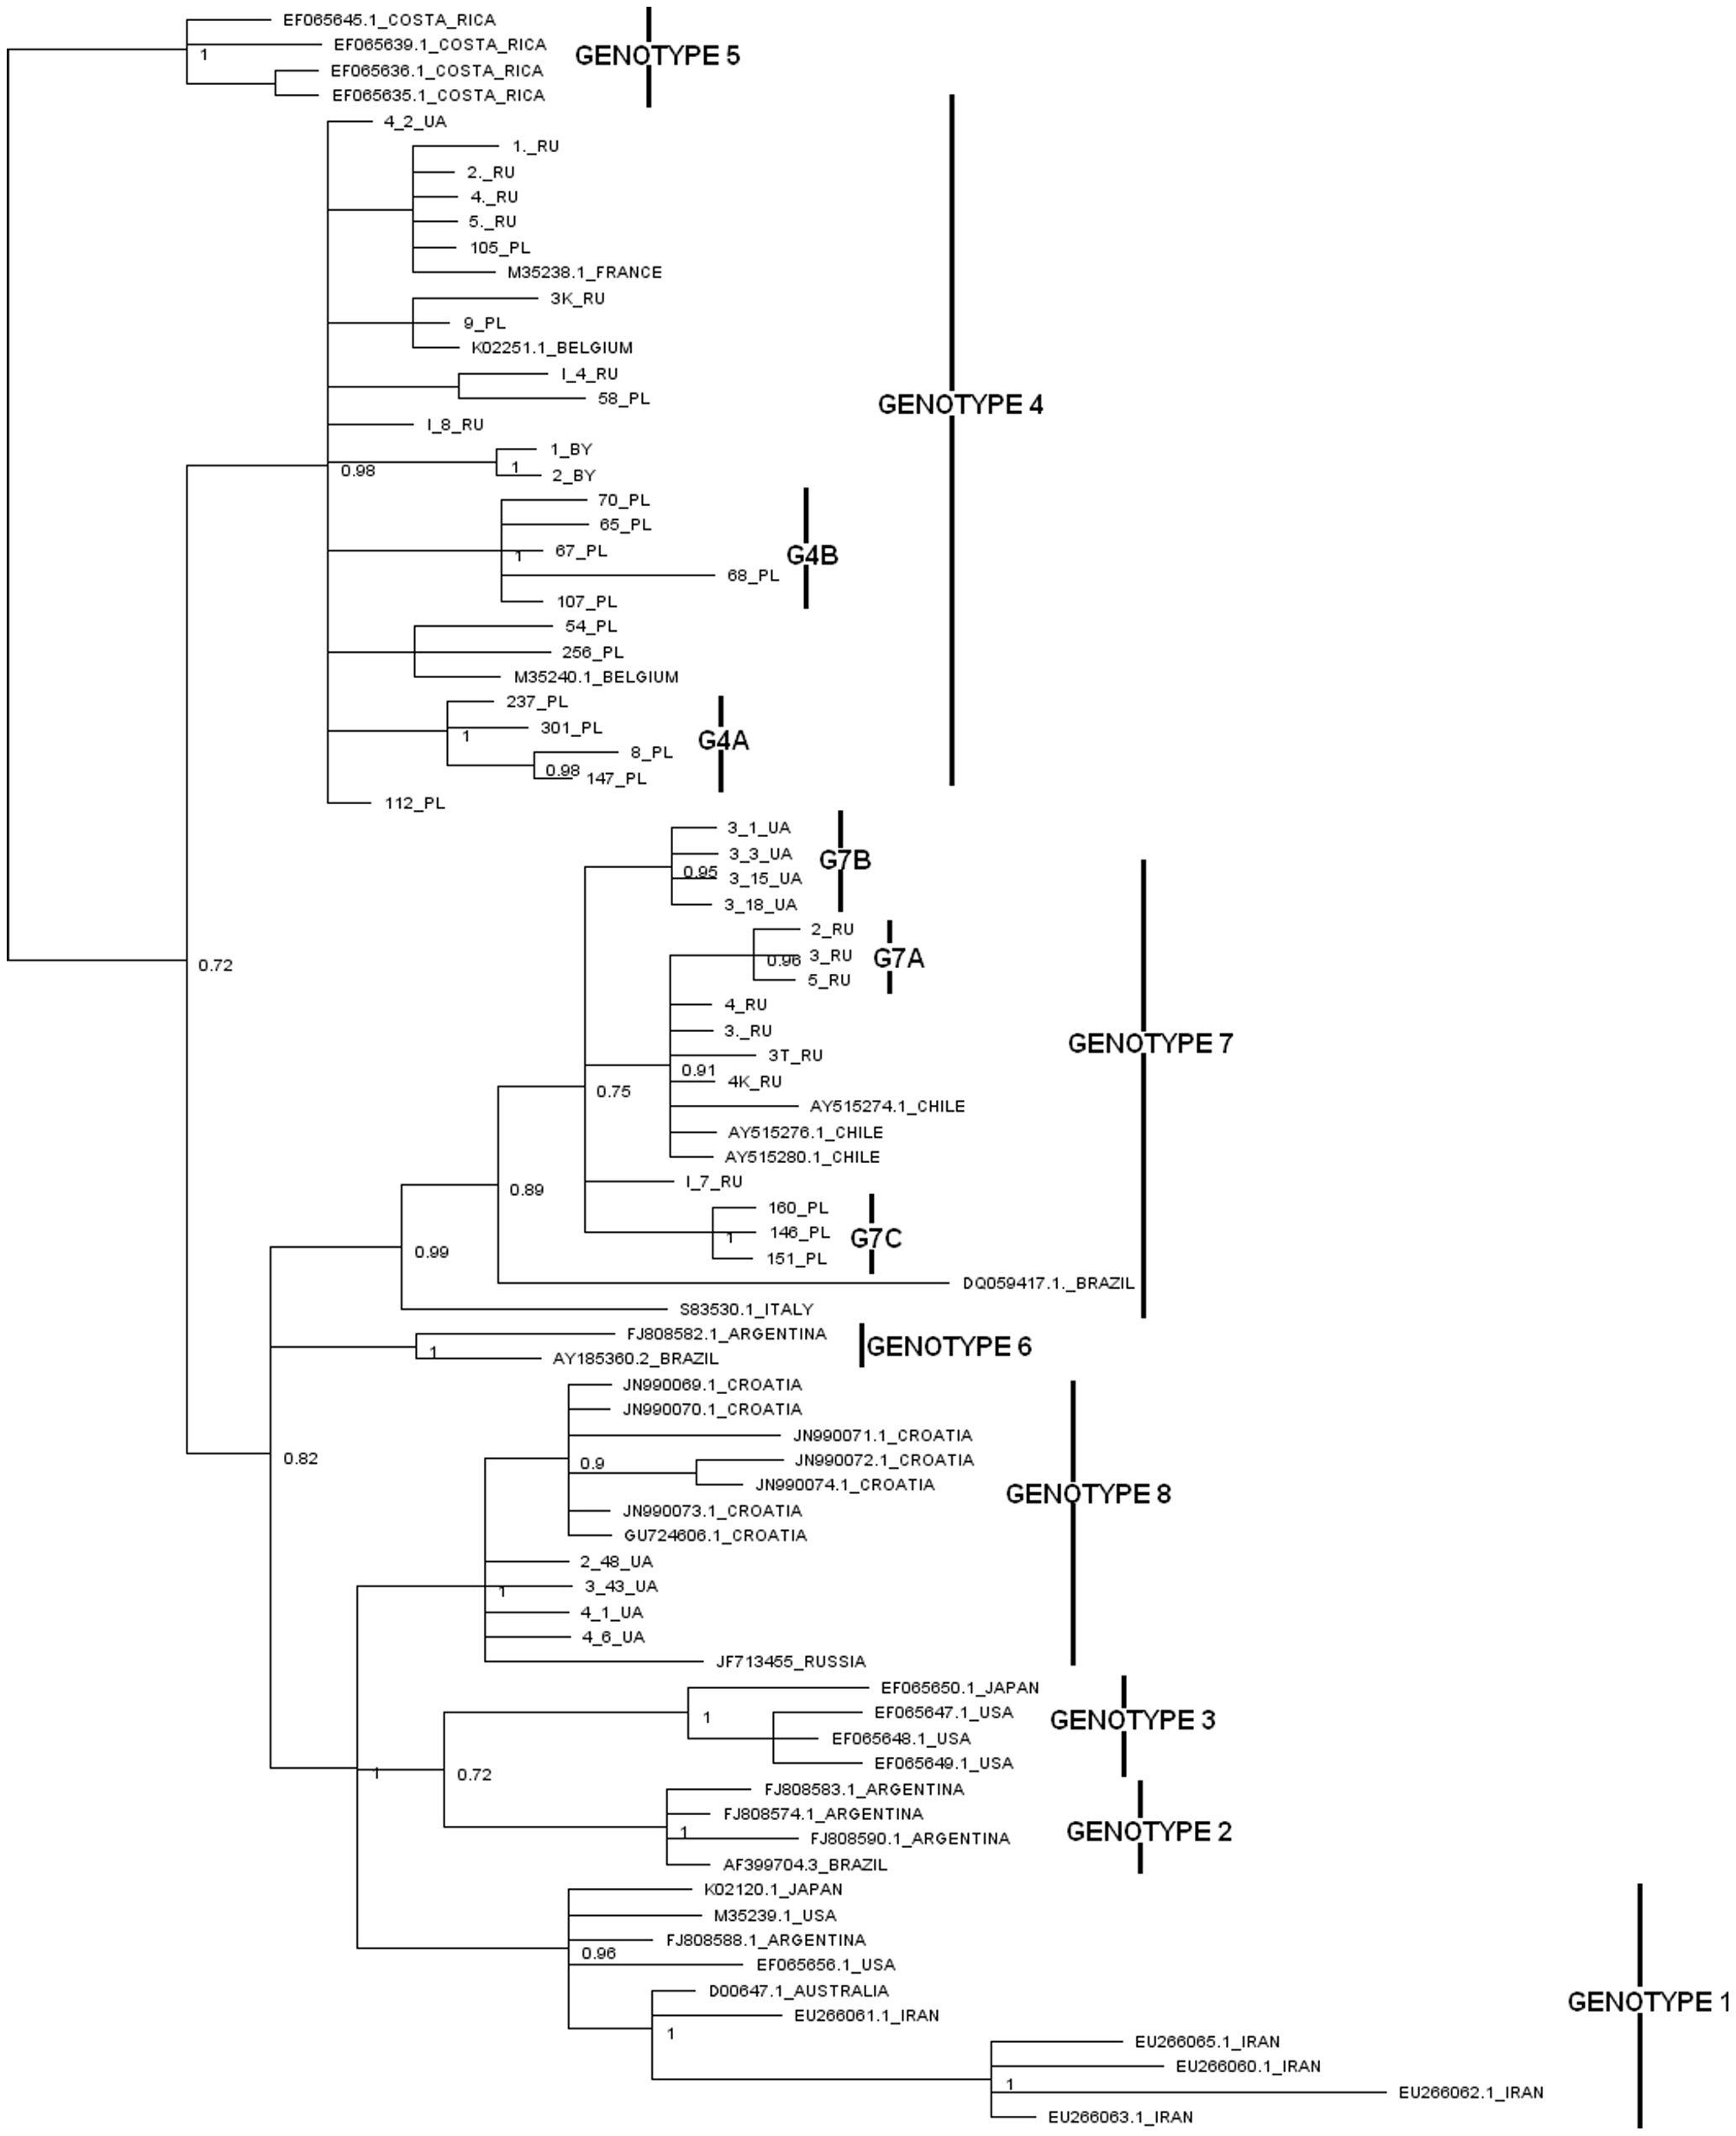 EF065645.1_COSTA_RICA
EF065639.1_COSTA_RICA
1
GENOTYPE 5
EF065636.1_COSTA_RICA
EF065635.1_COSTA_RICA
4_2_UA
1._RU
2._RU
4._RU
5._RU
105_PL
M35238.1_FRANCE
3K_RU
9_PL
K02251.1_BELGIUM
I_4_RU
58_PL
GENOTYPE 4
I_8_RU
1_BY
0.98
1
2_BY
70_PL
65_PL
67_PL
1
G4B
68_PL
107_PL
54_PL
256_PL
M35240.1_BELGIUM
237_PL
301_PL
1
G4A
8_PL
0.98
147_PL
112_PL
3_1_UA
3_3_UA
G7B
0.95
3_15_UA
3_18_UA
2_RU
3_RU
0.96
G7A
0.72
5_RU
4_RU
3._RU
GENOTYPE 7
3T_RU
0.91
4K_RU
0.75
AY515274.1_CHILE
AY515276.1_CHILE
AY515280.1_CHILE
I_7_RU
0.89
160_PL
146_PL
1
G7C
0.99
151_PL
DQ059417.1._BRAZIL
S83530.1_ITALY
FJ808582.1_ARGENTINA
GENOTYPE 6
1
AY185360.2_BRAZIL
JN990069.1_CROATIA
JN990070.1_CROATIA
JN990071.1_CROATIA
0.82
0.9
JN990072.1_CROATIA
JN990074.1_CROATIA
GENOTYPE 8
JN990073.1_CROATIA
GU724606.1_CROATIA
2_48_UA
3_43_UA
1
4_1_UA
4_6_UA
JF713455_RUSSIA
EF065650.1_JAPAN
EF065647.1_USA
1
GENOTYPE 3
EF065648.1_USA
EF065649.1_USA
1
0.72
FJ808583.1_ARGENTINA
FJ808574.1_ARGENTINA
1
GENOTYPE 2
FJ808590.1_ARGENTINA
AF399704.3_BRAZIL
K02120.1_JAPAN
M35239.1_USA
FJ808588.1_ARGENTINA
0.96
EF065656.1_USA
D00647.1_AUSTRALIA
GENOTYPE 1
EU266061.1_IRAN
1
EU266065.1_IRAN
EU266060.1_IRAN
1
EU266062.1_IRAN
EU266063.1_IRAN